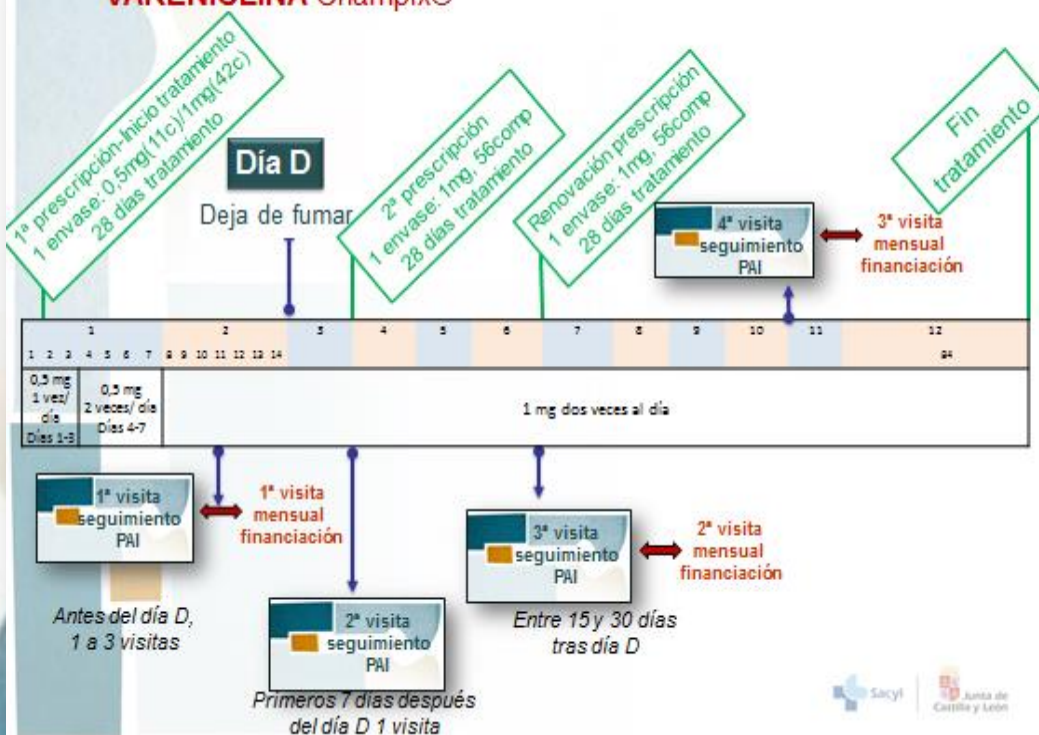 VARENICLINA Champix®
1ª prescripción-Inicio tratamiento
1 envase: 0,5mg(11c)/1mg(42c)
28 días tratamiento
Día D
Deja de fumar
2ª prescripción
1 envase: 1mg, 56comp
28 días tratamiento
Renovación prescripción
1 envase: 1mg, 56comp
28 días tratamiento
Fin
tratamiento
4ª visita
seguimiento
PAI
3ª visita
mensual
financiación
1 2 3 4 5 6 7 8 9 10 11 12
1 2 3 4 5 6 7 8 9 10 11 12 13 14 84
0,5 mg
1 vez/
día
Días 1-3
0,5 mg
2 veces/ día
Días 4-7
1 mg dos veces al día
1ª visita
seguimiento
PAI
1ª visita
mensual
financiación
Antes del día D,
1 a 3 visitas
2ª visita
seguimiento
PAI
Primeros 7 días después
del día D 1 visita
3ª visita
seguimiento
PAI
2ª visita
mensual
financiación
Entre 15 y 30 días
tras día D
Sacyl
Junta de
Castilla y León